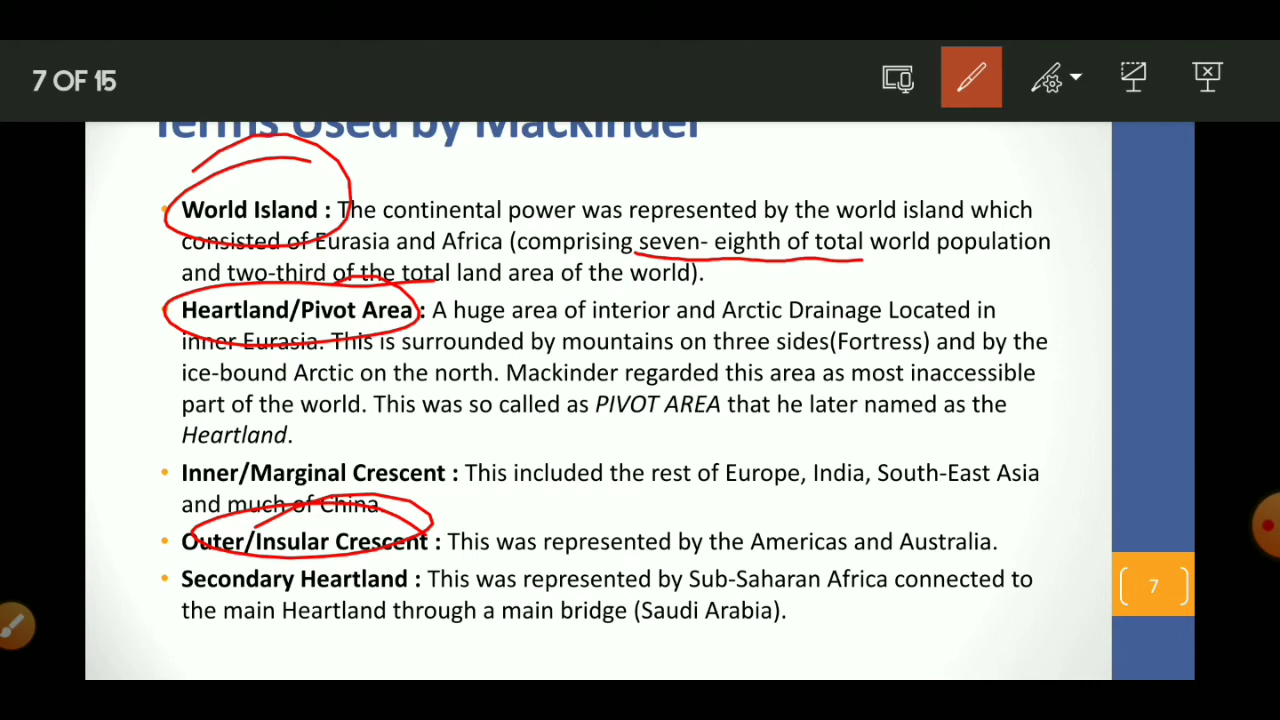 7 OF 15
Terms Used by Mackinder
• World Island : The continental power was represented by the world island which
consisted of Eurasia and Africa (comprising seven- eighth of total world population
and two-third of the total land area of the world).
• Heartland/Pivot Area : A huge area of interior and Arctic Drainage Located in
inner Eurasia. This is surrounded by mountains on three sides(Fortress) and by the
ice-bound Arctic on the north. Mackinder regarded this area as most inaccessible
part of the world. This was so called as PIVOT AREA that he later named as the
Heartland.
• Inner/Marginal Crescent : This included the rest of Europe, India, South-East Asia
and much of China.
• Outer/Insular Crescent : This was represented by the Americas and Australia.
• Secondary Heartland : This was represented by Sub-Saharan Africa connected to
the main Heartland through a main bridge (Saudi Arabia).
7